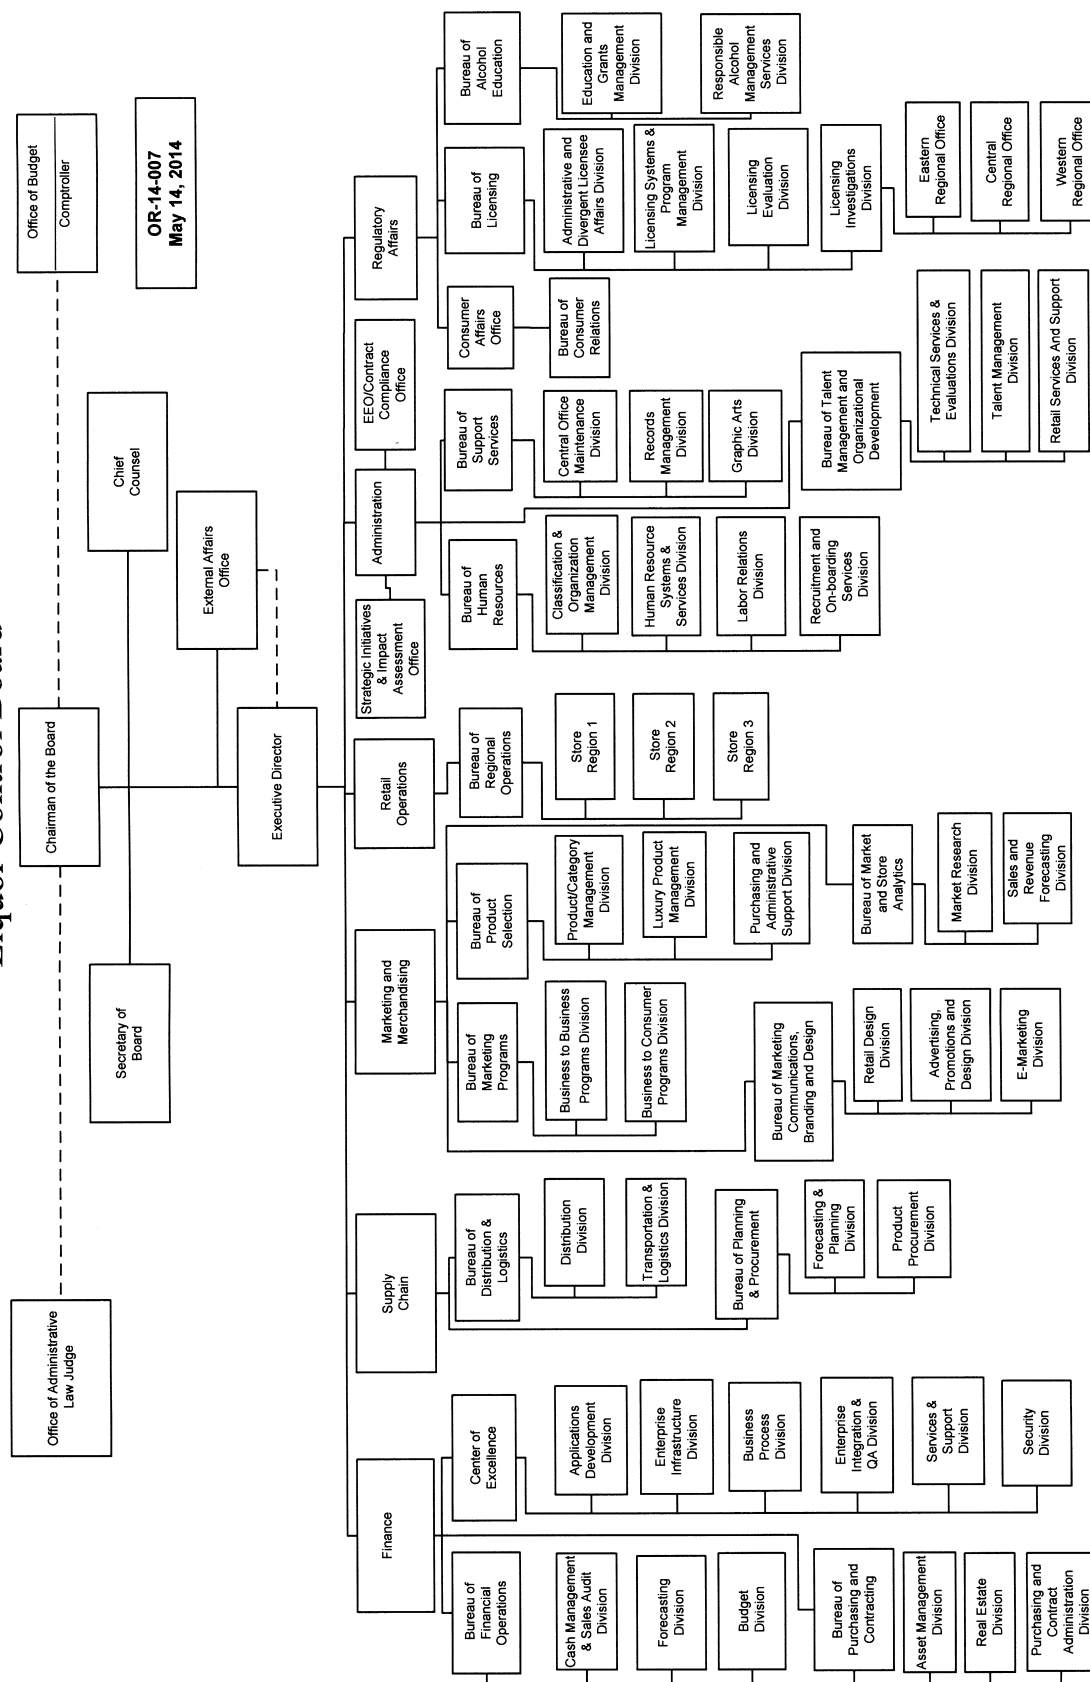 Liquor Control Board
Office of Administrative
Law Judge
Chairman of the Board
Office of Budget
Comptroller
OR-14-007
May 14, 2014
Secretary of
Board
Chief
Counsel
External Affairs
Office
Executive Director
Finance
Supply
Chain
Marketing and
Merchandising
Retail
Operations
Strategic Initiatives
& Impact
Assessment
Office
Administration
EEO/Contract
Compliance
Office
Regulatory
Affairs
Bureau of
Financial
Operations
Cash Management
& Sales Audit
Division
Forecasting
Division
Budget
Division
Bureau of
Purchasing and
Contracting
Asset Management
Division
Real Estate
Division
Purchasing and
Contract
Administration
Division
Center of
Excellence
Applications
Development
Division
Enterprise
Infrastructure
Division
Business
Process
Division
Enterprise
Integration &
QA Division
Services &
Support
Division
Security
Division
Bureau of
Distribution &
Logistics
Distribution
Division
Transportation &
Logistics Division
Bureau of Planning
& Procurement
Forecasting &
Planning
Division
Product
Procurement
Division
Bureau of
Marketing
Programs
Business to Business
Programs Division
Business to Consumer
Programs Division
Bureau of Marketing
Communications,
Branding and Design
Retail Design
Division
Advertising,
Promotions and
Design Division
E-Marketing
Division
Bureau of
Product
Selection
Product/Category
Management
Division
Luxury Product
Management
Division
Purchasing and
Administrative
Support Division
Bureau of Market
and Store
Analytics
Market Research
Division
Sales and
Revenue
Forecasting
Division
Bureau of
Regional
Operations
Store
Region 1
Store
Region 2
Store
Region 3
Bureau of
Human
Resources
Classification &
Organization
Management
Division
Human Resource
Systems &
Services Division
Labor Relations
Division
Recruitment and
On-boarding
Services
Division
Bureau of
Support
Services
Central Office
Maintenance
Division
Records
Management
Division
Graphic Arts
Division
Bureau of Talent
Management and
Organizational
Development
Technical Services &
Evaluations Division
Talent Management
Division
Retail Services And Support
Division
Consumer
Affairs
Office
Bureau of
Consumer
Relations
Bureau of
Licensing
Administrative and
Divergent Licensee
Affairs Division
Licensing Systems &
Program
Management
Division
Licensing
Evaluation
Division
Licensing
Investigations
Division
Eastern
Regional Office
Central
Regional Office
Western
Regional Office
Bureau of
Alcohol
Education
Education and
Grants
Management
Division
Responsible
Alcohol
Management
Services
Division